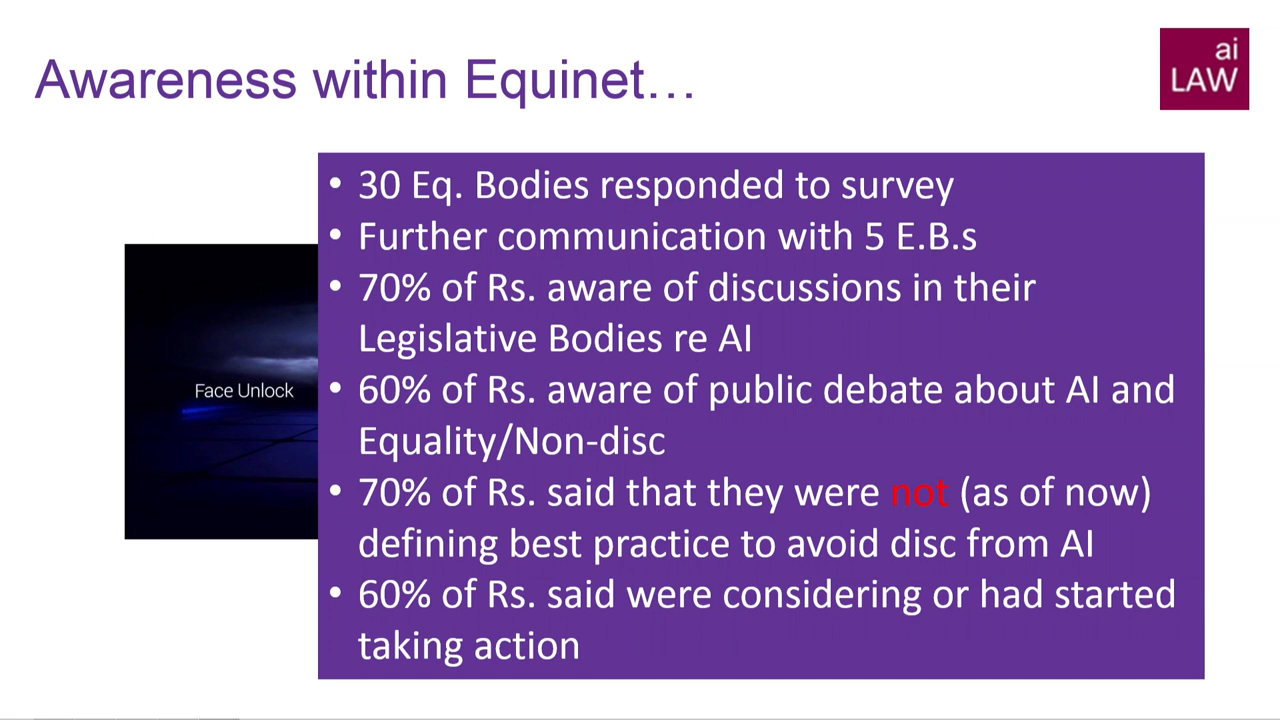 Awareness within Equinet…
ai
LAW
• 30 Eq. Bodies responded to survey
• Further communication with 5 E.B.s
• 70% of Rs. aware of discussions in their
Legislative Bodies re AI
• 60% of Rs. aware of public debate about AI and
Equality/Non-disc
• 70% of Rs. said that they were not (as of now)
defining best practice to avoid disc from AI
• 60% of Rs. said were considering or had started
taking action
Face Unlock